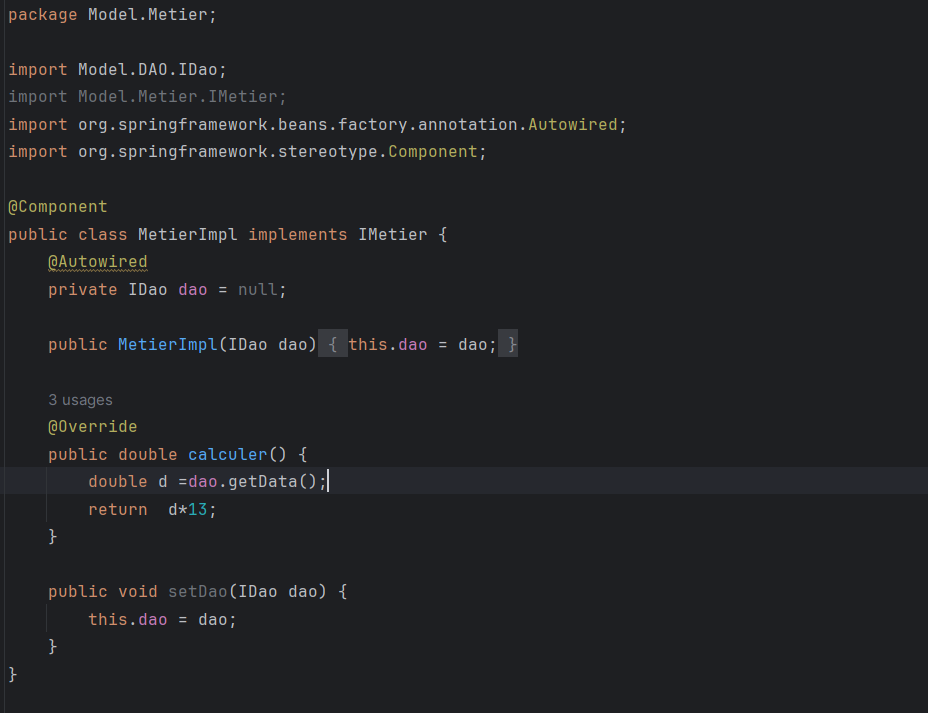 package Model.Metier;
import Model.DAO.IDao;
import Model.Metier.IMetier;
import org.springframework.beans.factory.annotation.Autowired;
import org.springframework.stereotype.Component;
@Component
public class MetierImpl implements IMetier {
@Autowired
private IDao dao = null;
public MetierImpl(IDao dao) { this.dao = dao; }
3 usages
@Override
public double calculer() {
double d =dao.getData();
return  d*13;
}
public void setDao(IDao dao) {
this.dao = dao;
}
}